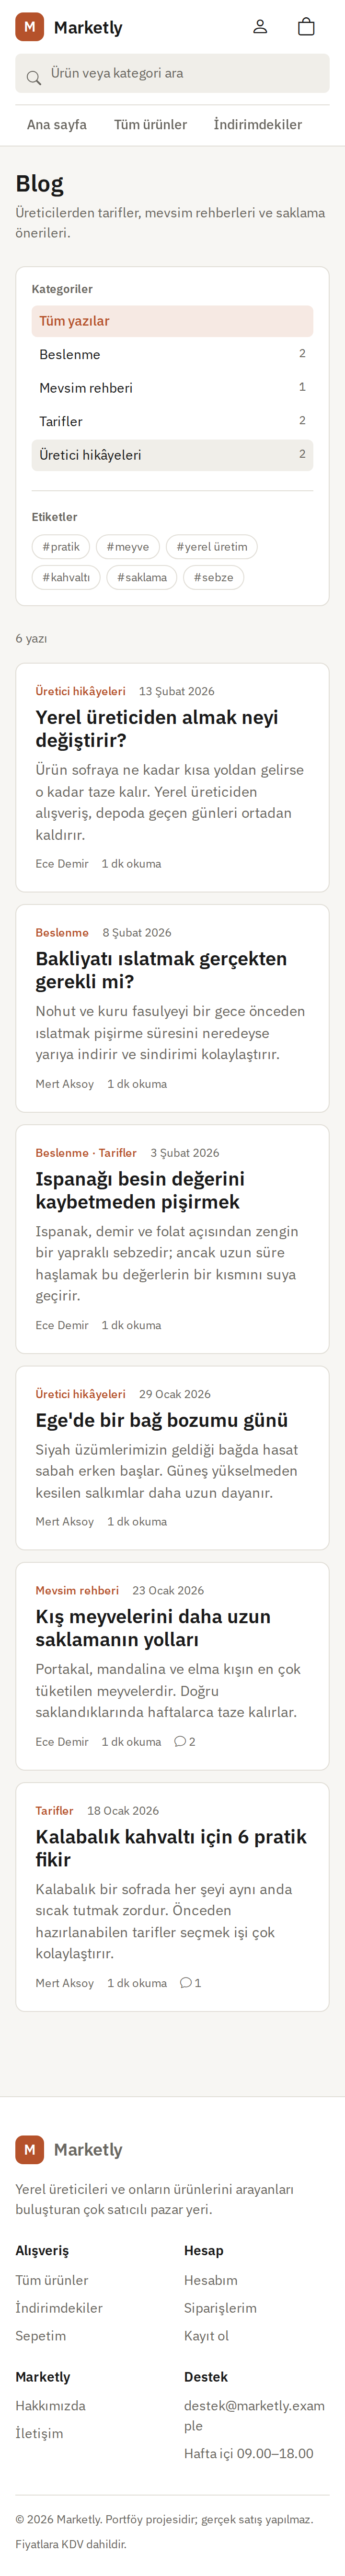 M Marketly
Ürün veya kategori ara
Ana sayfa Tüm ürünler İndirimdekiler
Blog
Üreticilerden tarifler, mevsim rehberleri ve saklama
önerileri.
Kategoriler
Tüm yazılar
Beslenme 2
Mevsim rehberi 1
Tarifler 2
Üretici hikâyeleri 2
Etiketler
#pratik #meyve #yerel üretim
#kahvaltı #saklama #sebze
6 yazı
Üretici hikâyeleri 13 Şubat 2026
Yerel üreticiden almak neyi
değiştirir?
Ürün sofraya ne kadar kısa yoldan gelirse
o kadar taze kalır. Yerel üreticiden
alışveriş, depoda geçen günleri ortadan
kaldırır.
Ece Demir 1 dk okuma
Beslenme 8 Şubat 2026
Bakliyatı ıslatmak gerçekten
gerekli mi?
Nohut ve kuru fasulyeyi bir gece önceden
ıslatmak pişirme süresini neredeyse
yarıya indirir ve sindirimi kolaylaştırır.
Mert Aksoy 1 dk okuma
Beslenme · Tarifler 3 Şubat 2026
Ispanağı besin değerini
kaybetmeden pişirmek
Ispanak, demir ve folat açısından zengin
bir yapraklı sebzedir; ancak uzun süre
haşlamak bu değerlerin bir kısmını suya
geçirir.
Ece Demir 1 dk okuma
Üretici hikâyeleri 29 Ocak 2026
Ege'de bir bağ bozumu günü
Siyah üzümlerimizin geldiği bağda hasat
sabah erken başlar. Güneş yükselmeden
kesilen salkımlar daha uzun dayanır.
Mert Aksoy 1 dk okuma
Mevsim rehberi 23 Ocak 2026
Kış meyvelerini daha uzun
saklamanın yolları
Portakal, mandalina ve elma kışın en çok
tüketilen meyvelerdir. Doğru
saklandıklarında haftalarca taze kalırlar.
Ece Demir 1 dk okuma 2
Tarifler 18 Ocak 2026
Kalabalık kahvaltı için 6 pratik
fikir
Kalabalık bir sofrada her şeyi aynı anda
sıcak tutmak zordur. Önceden
hazırlanabilen tarifler seçmek işi çok
kolaylaştırır.
Mert Aksoy 1 dk okuma 1
M Marketly
Yerel üreticileri ve onların ürünlerini arayanları
buluşturan çok satıcılı pazar yeri.
Alışveriş
Tüm ürünler
İndirimdekiler
Sepetim
Hesap
Hesabım
Siparişlerim
Kayıt ol
Marketly
Hakkımızda
İletişim
Destek
destek@marketly.exam
ple
Hafta içi 09.00–18.00
© 2026 Marketly. Portföy projesidir; gerçek satış yapılmaz.
Fiyatlara KDV dahildir.